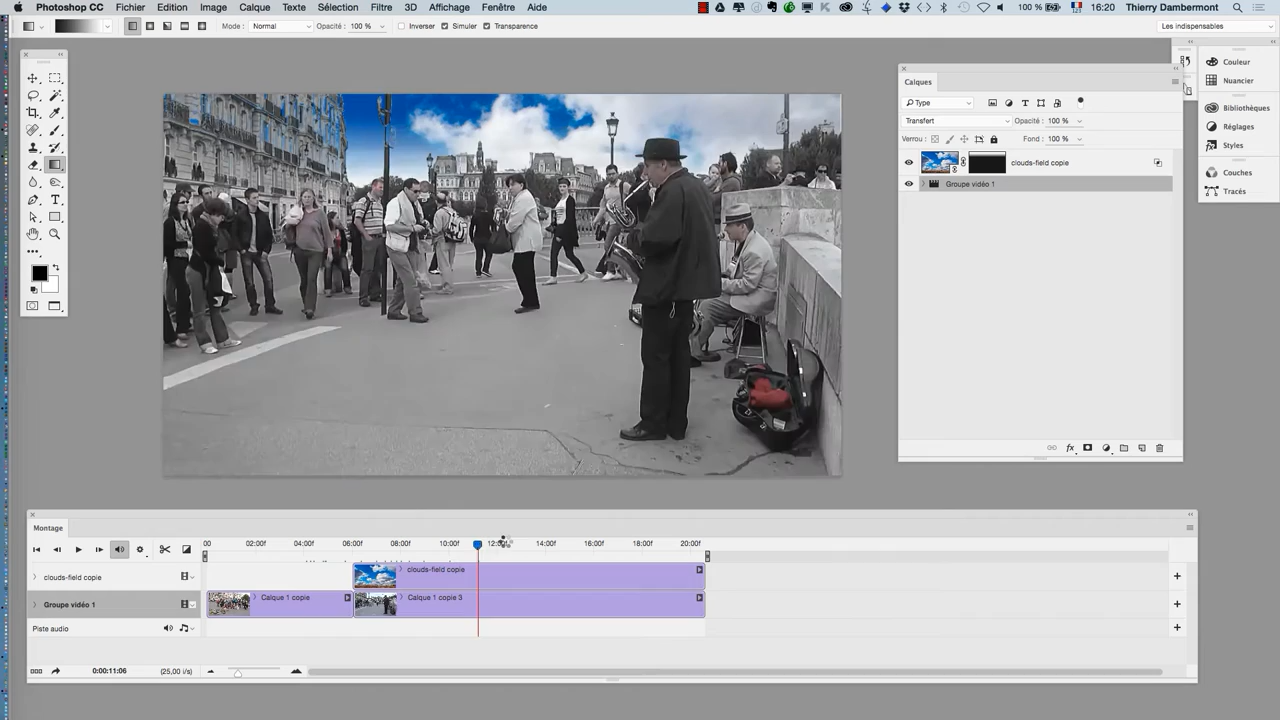 Photoshop CC Fichier Edition Image Calque Texte Sélection Filtre 3D Affichage Fenêtre Aide 100 % 16:20 Thierry Dambermont
Mode : Normal Opacité : 100 % Inverser Simuler Transparence Les indispensables
Calques
Type
Transfert Opacité : 100 %
Verrou : Fond : 100 %
clouds-field copie
Groupe vidéo 1
Couleur
Nuancier
Bibliothèques
Réglages
Styles
Couches
Tracés
Montage
00 02:00f 04:00f 06:00f 08:00f 10:00f 12:00f 14:00f 16:00f 18:00f 20:00f
clouds-field copie clouds-field copie
Groupe vidéo 1 Calque 1 copie Calque 1 copie 3
Piste audio
0:00:11:06 (25,00 i/s)